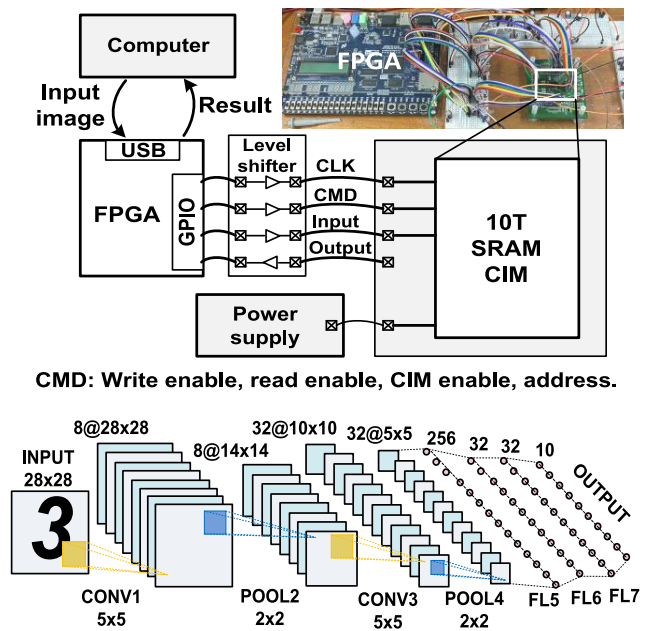 Computer
FPGA
Input
image
Result
USB
Level
shifter
CLK
CMD
FPGA
GPIO
Input
Output
10T
SRAM
CIM
Power
supply
CMD: Write enable, read enable, CIM enable, address.
8@28x28
32@10x10
32@5x5
256
32
32
10
INPUT
28x28
8@14x14
3
OUTPUT
CONV1
5x5
POOL2
2x2
CONV3
5x5
POOL4
2x2
FL5
FL6
FL7